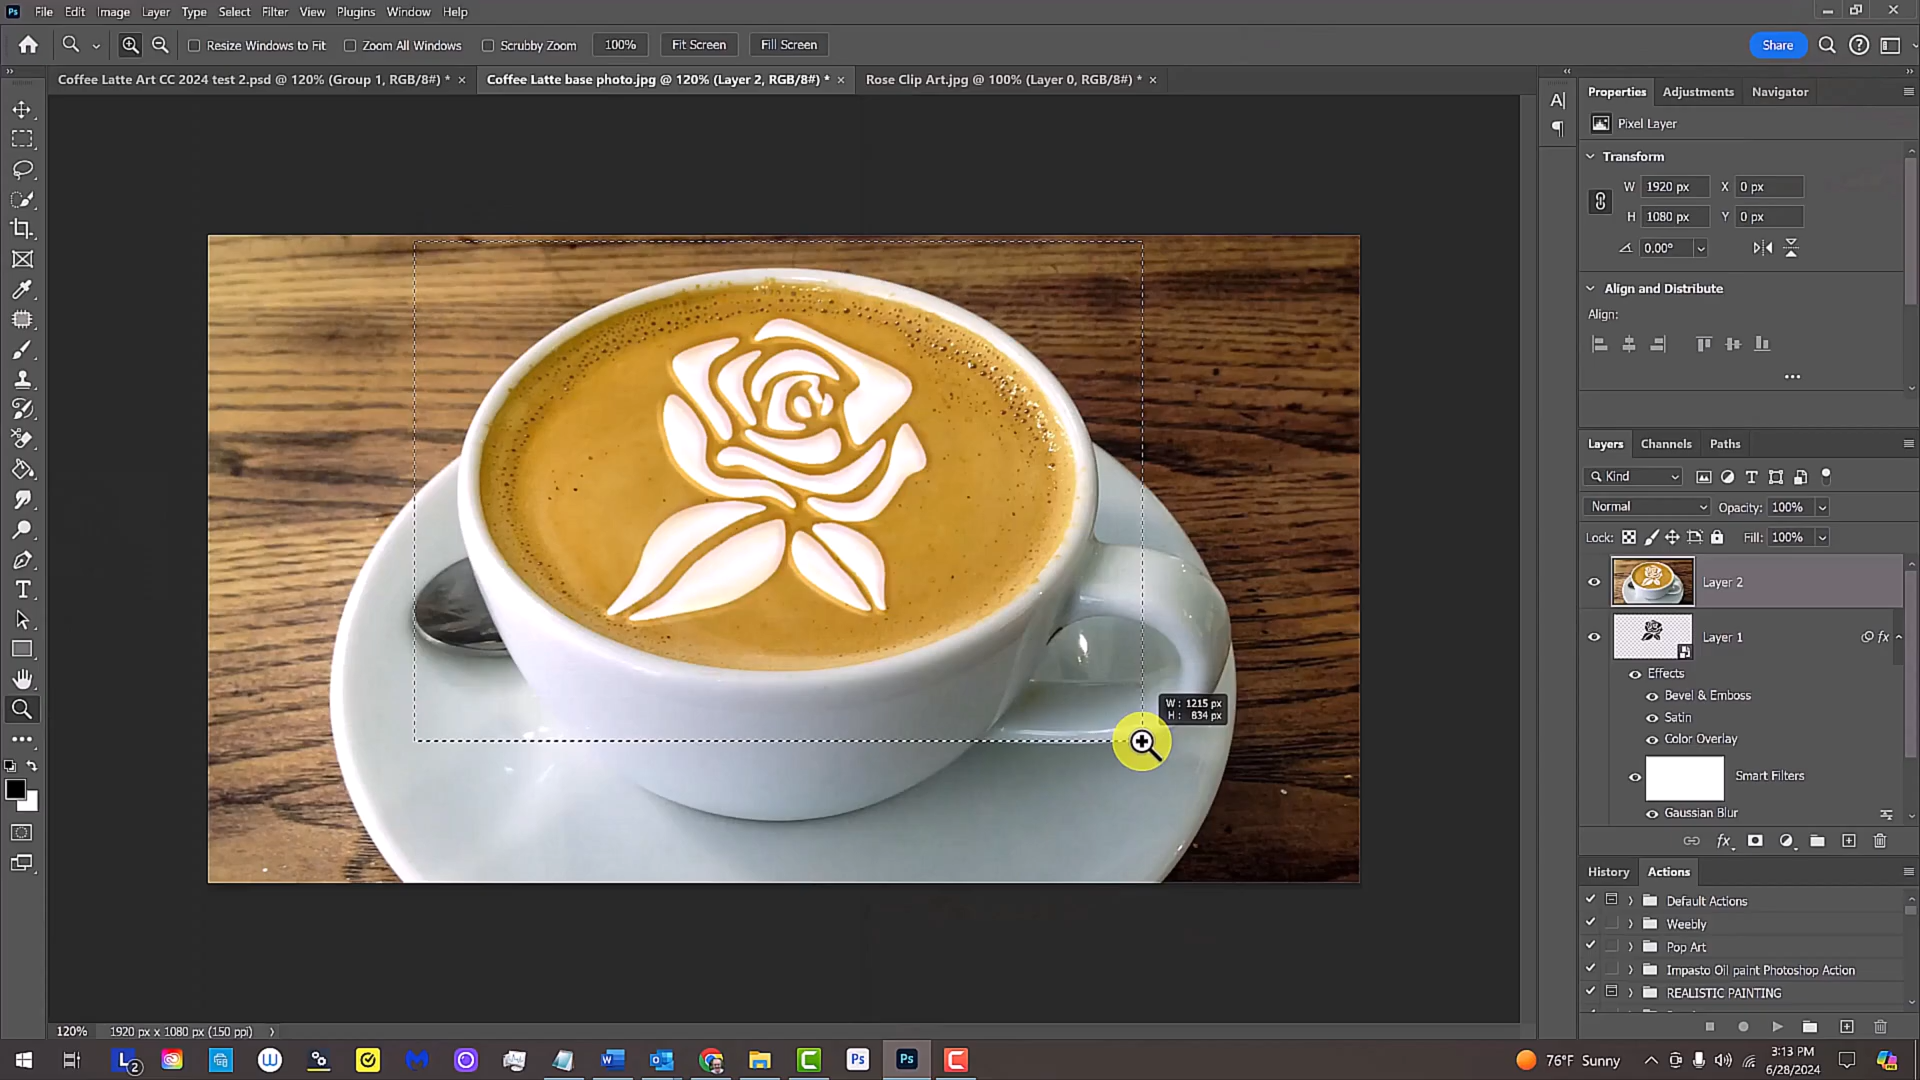 Ps File Edit Image Layer Type Select Filter View Plugins Window Help
Resize Windows to Fit Zoom All Windows Scrubby Zoom 100% Fit Screen Fill Screen Share
Coffee Latte Art CC 2024 test 2.psd @ 120% (Group 1, RGB/8#) * × Coffee Latte base photo.jpg @ 120% (Layer 2, RGB/8#) * × Rose Clip Art.jpg @ 100% (Layer 0, RGB/8#) * ×
Properties Adjustments Navigator
Pixel Layer
Transform
W 1920 px X 0 px
H 1080 px Y 0 px
0.00°
Align and Distribute
Align:
Layers Channels Paths
Kind
Normal Opacity: 100%
Lock: Fill: 100%
Layer 2
Layer 1 fx
Effects
Bevel & Emboss
Satin
Color Overlay
Smart Filters
Gaussian Blur
fx
W: 1215 px
H: 834 px
History Actions
Default Actions
Weebly
Pop Art
Impasto Oil paint Photoshop Action
REALISTIC PAINTING
120% 1920 px x 1080 px (150 ppi)
76°F Sunny
3:13 PM
6/28/2024